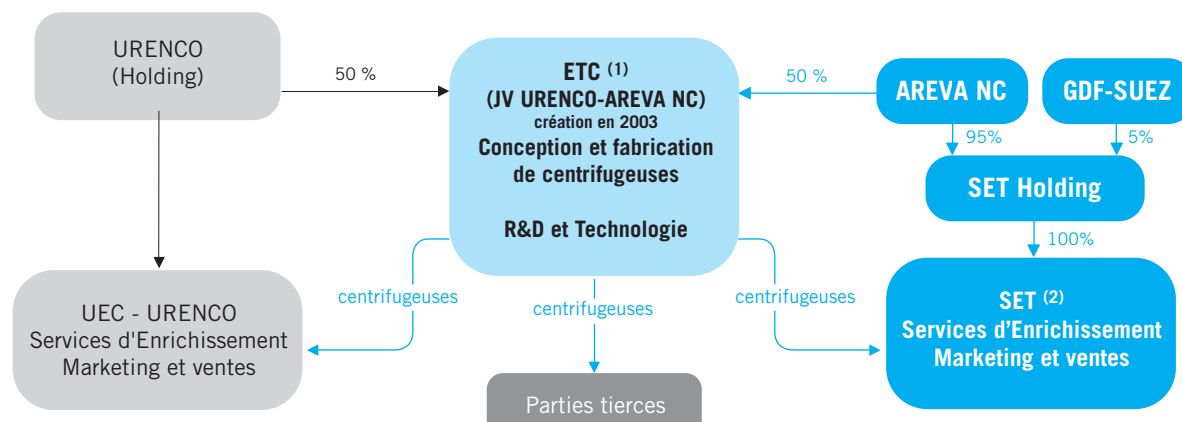 URENCO
(Holding)
50 %
ETC (1)
(JV URENCO-AREVA NC)
création en 2003
Conception et fabrication
de centrifugeuses
R&D et Technologie
50 %
AREVA NC
GDF-SUEZ
95%
5%
SET Holding
100%
centrifugeuses
centrifugeuses
centrifugeuses
UEC - URENCO
Services d'Enrichissement
Marketing et ventes
SET (2)
Services d’Enrichissement
Marketing et ventes
Parties tierces